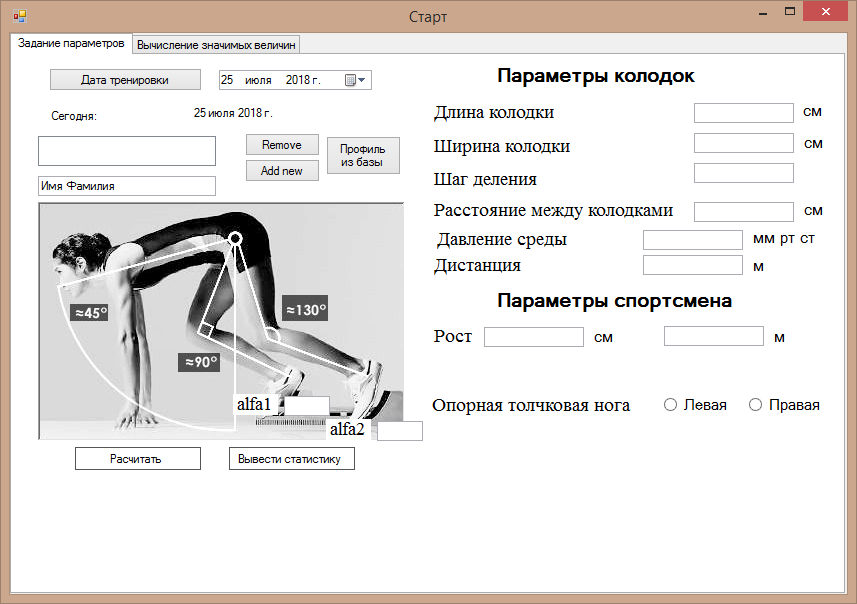 Старт
Задание параметров
Вычисление значимых величин
Дата тренировки
25 июля 2018 г.
Сегодня:
25 июля 2018 г.
Remove
Add new
Профиль
из базы
Имя Фамилия
≈45°
≈130°
≈90°
alfa1
alfa2
Расчитать
Вывести статистику
Параметры колодок
Длина колодки
см
Ширина колодки
см
Шаг деления
Расстояние между колодками
см
Давление среды
мм рт ст
Дистанция
м
Параметры спортсмена
Рост
см
м
Опорная толчковая нога
Левая
Правая